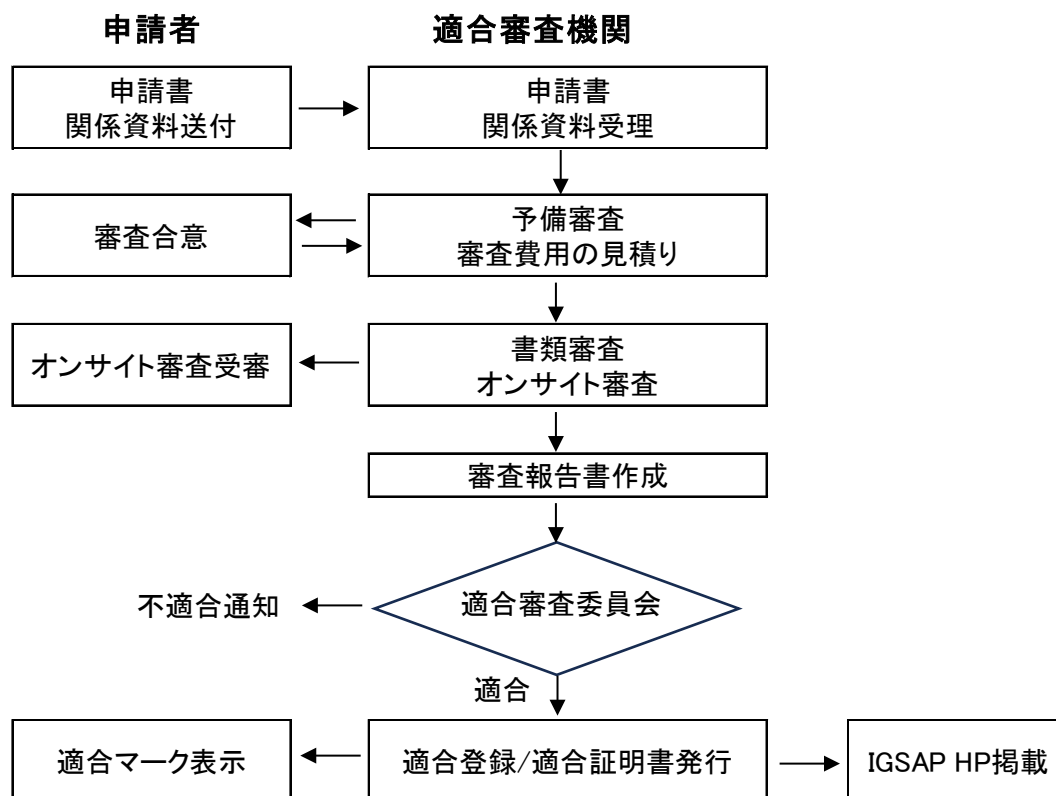 申請者
適合審査機関
申請書
関係資料送付
申請書
関係資料受理
審査合意
予備審査
審査費用の見積り
オンサイト審査受審
書類審査
オンサイト審査
審査報告書作成
不適合通知
適合審査委員会
適合
適合マーク表示
適合登録/適合証明書発行
IGSAP HP掲載